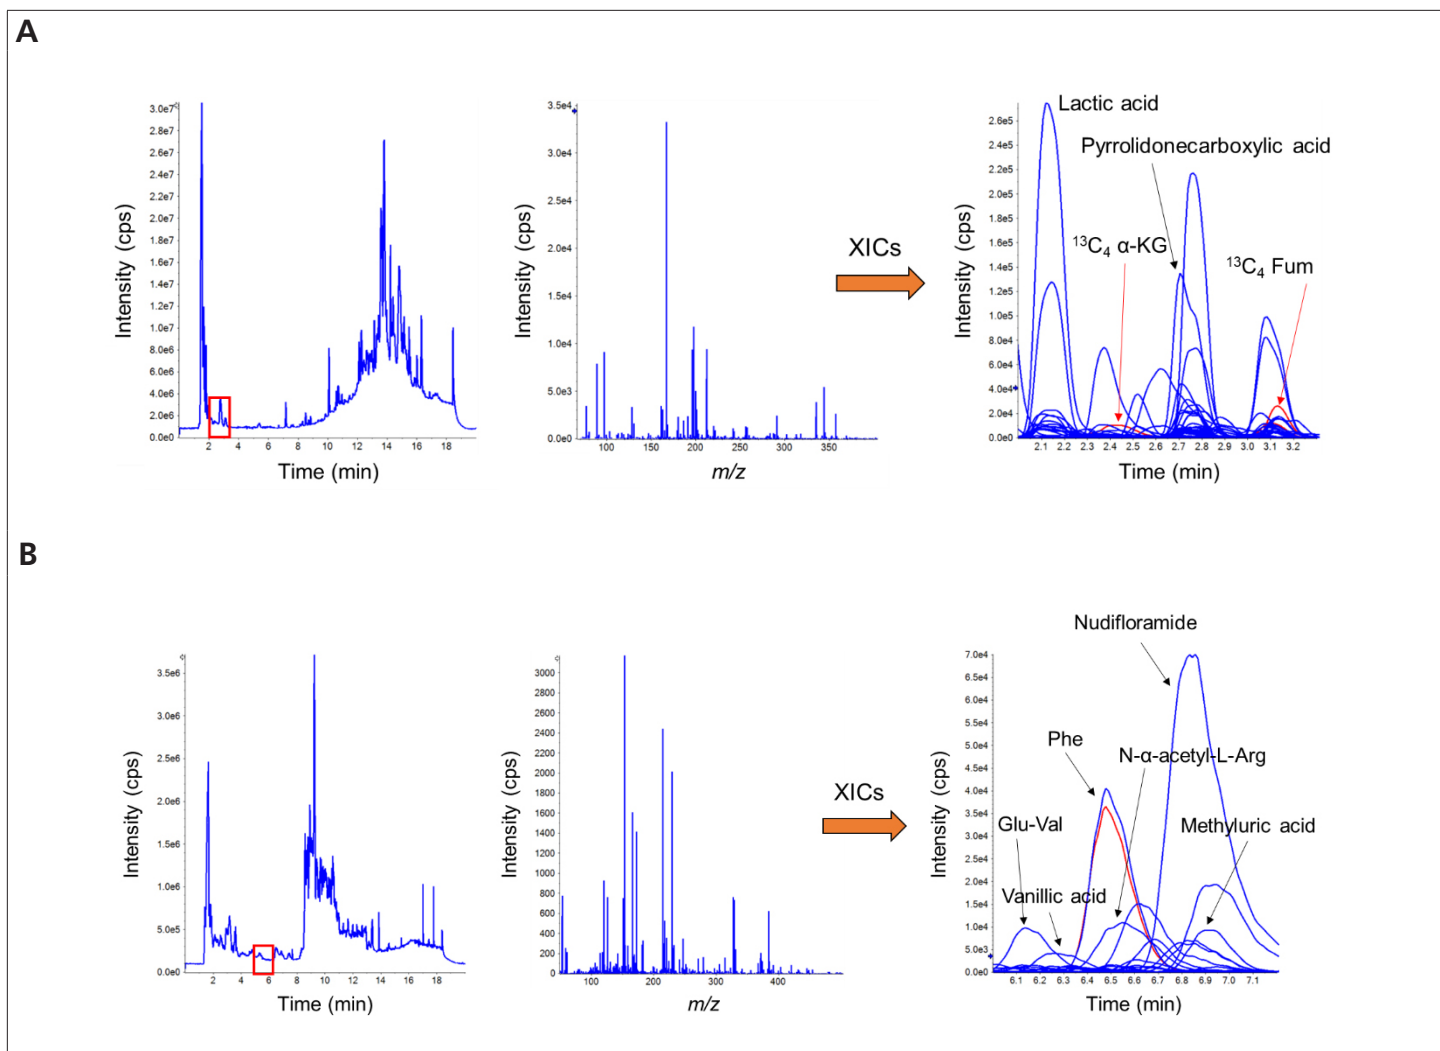 A
3.0e7
2.8e7
2.6e7
2.4e7
2.2e7
2.0e7
1.8e7
1.6e7
1.4e7
1.2e7
1.0e7
8.0e6
6.0e6
4.0e6
2.0e6
0.0e0
Intensity (cps)
2 4 6 8 10 12 14 16 18
Time (min)
3.5e4
3.0e4
2.5e4
2.0e4
1.5e4
1.0e4
5.0e3
0.0e0
Intensity (cps)
100 150 200 250 300 350
m/z
XICs
Lactic acid
Pyrrolidonecarboxylic acid
¹³C₄ α-KG
¹³C₄ Fum
2.6e5
2.4e5
2.2e5
2.0e5
1.8e5
1.6e5
1.4e5
1.2e5
1.0e5
8.0e4
6.0e4
4.0e4
2.0e4
0.0e0
Intensity (cps)
2.1 2.2 2.3 2.4 2.5 2.6 2.7 2.8 2.9 3.0 3.1 3.2
Time (min)
B
3.5e6
3.0e6
2.5e6
2.0e6
1.5e6
1.0e6
5.0e5
0.0e0
Intensity (cps)
2 4 6 8 10 12 14 16 18
Time (min)
3000
2800
2600
2400
2200
2000
1800
1600
1400
1200
1000
800
600
400
200
0
Intensity (cps)
100 200 300 400
m/z
XICs
Nudifloramide
Phe
N-α-acetyl-L-Arg
Glu-Val
Methyluric acid
Vanillic acid
7.0e4
6.5e4
6.0e4
5.5e4
5.0e4
4.5e4
4.0e4
3.5e4
3.0e4
2.5e4
2.0e4
1.5e4
1.0e4
5.0e3
0.0e0
Intensity (cps)
6.1 6.2 6.3 6.4 6.5 6.6 6.7 6.8 6.9 7.0 7.1
Time (min)